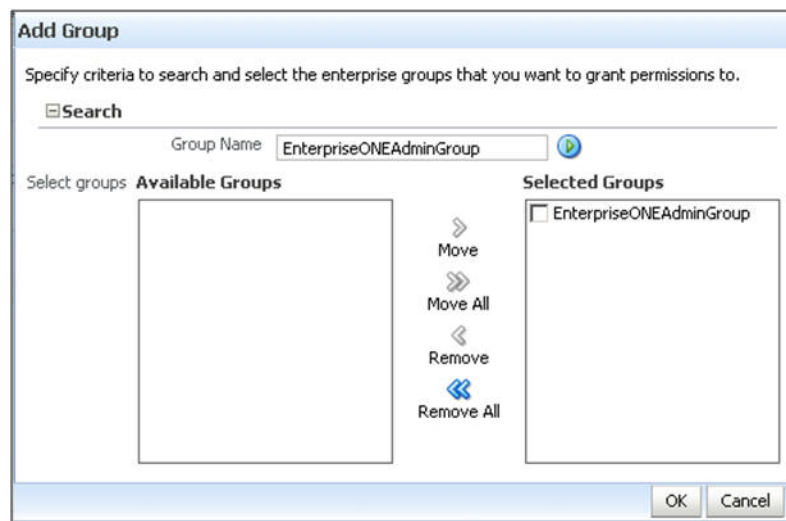 Add Group
Specify criteria to search and select the enterprise groups that you want to grant permissions to.
Search
Group Name EnterpriseONEAdminGroup
Select groups Available Groups Selected Groups
EnterpriseONEAdminGroup
Move
Move All
Remove
Remove All
OK Cancel